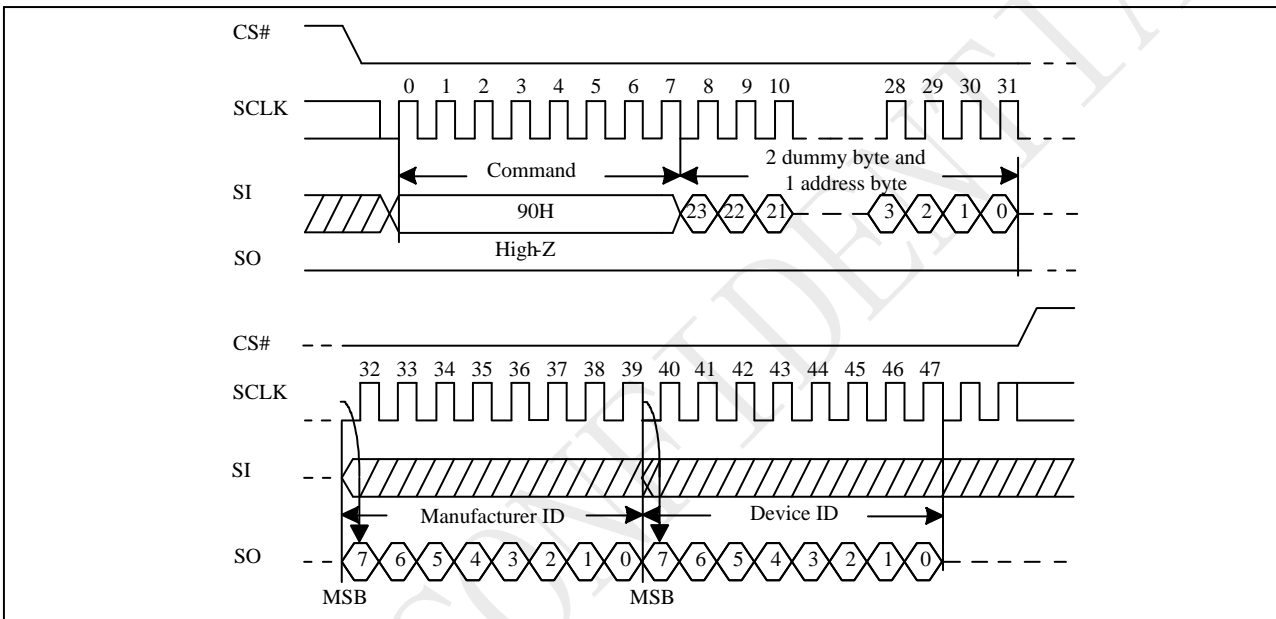 CS#
0 1 2 3 4 5 6 7 8 9 10 28 29 30 31
SCLK
Command
2 dummy byte and
1 address byte
SI
90H 23 22 21 3 2 1 0
High-Z
SO
CS#
32 33 34 35 36 37 38 39 40 41 42 43 44 45 46 47
SCLK
SI
Manufacturer ID Device ID
SO 7 6 5 4 3 2 1 0 7 6 5 4 3 2 1 0
MSB MSB
CONFIDENTIA